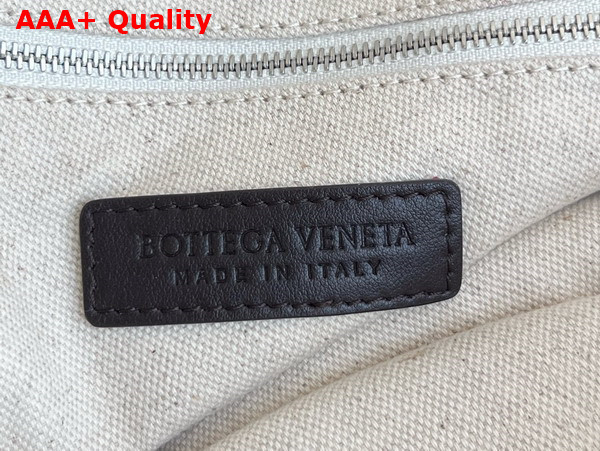 AAA+ Quality
BOTTEGA VENETA
MADE IN ITALY